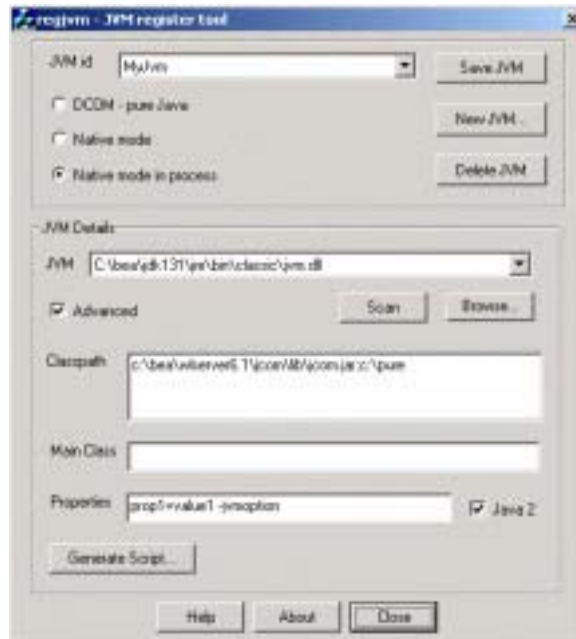 regjvm - JVM register tool
JVM id MyJvm Save JVM
DCOM - pure Java
New JVM...
Native mode
Native mode in process Delete JVM
JVM Details
JVM C:\bea\jdk131\jre\bin\classic\jvm.dll
Advanced Scan Browse...
Classpath c:\bea\wlserver6.1\jcom\lib\jcom.jar;c:\pure
Main Class
Properties prop1=value1 -jvmoption Java 2
Generate Script...
Help About Close